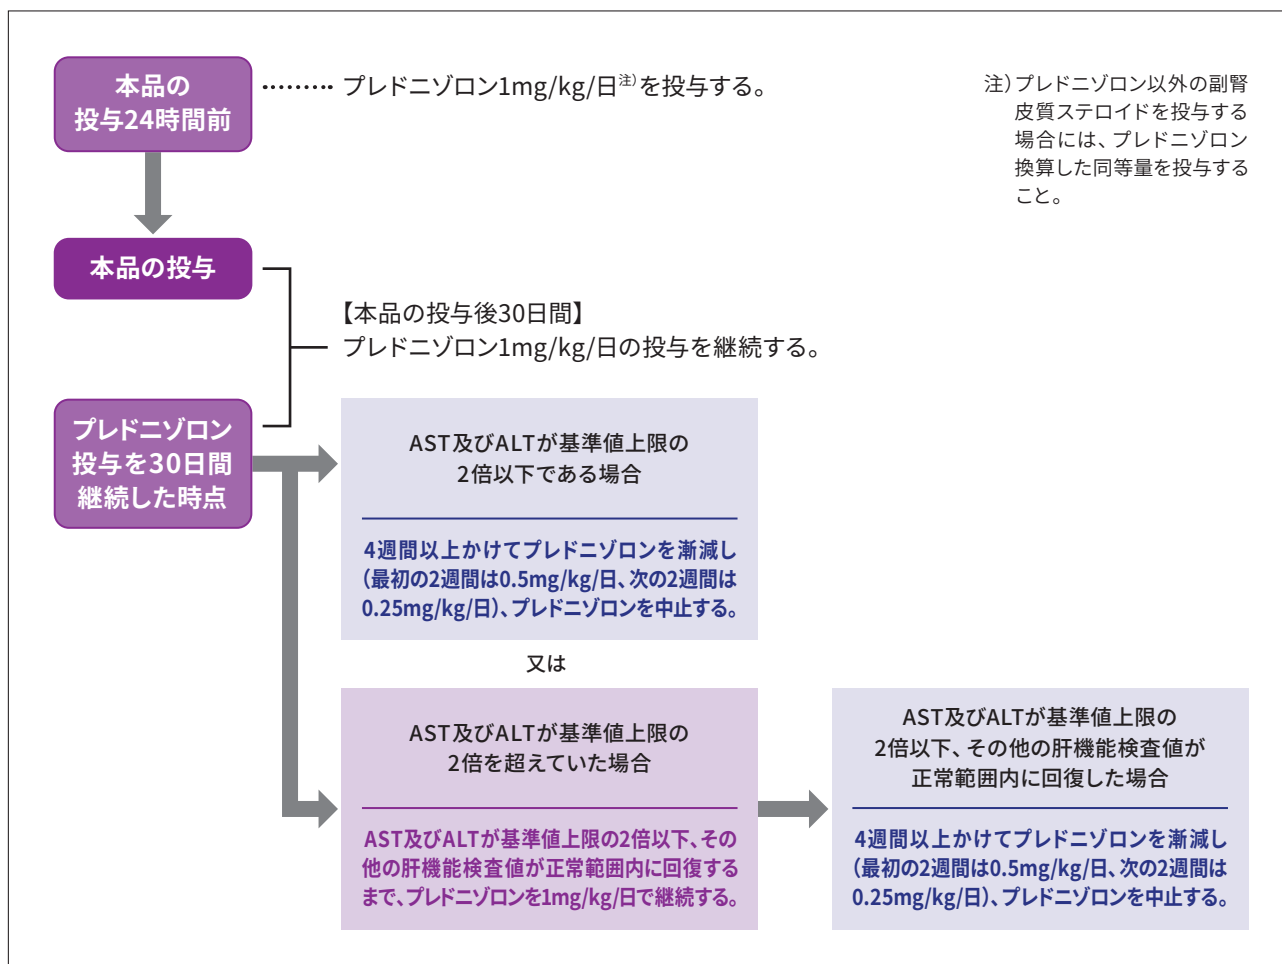 本品の
投与24時間前
プレドニゾロン1mg/kg/日注)を投与する。
注)プレドニゾロン以外の副腎
皮質ステロイドを投与する
場合には、プレドニゾロン
換算した同等量を投与する
こと。
本品の投与
【本品の投与後30日間】
プレドニゾロン1mg/kg/日の投与を継続する。
プレドニゾロン
投与を30日間
継続した時点
AST及びALTが基準値上限の
2倍以下である場合
4週間以上かけてプレドニゾロンを漸減し
(最初の2週間は0.5mg/kg/日、次の2週間は
0.25mg/kg/日)、プレドニゾロンを中止する。
又は
AST及びALTが基準値上限の
2倍を超えていた場合
AST及びALTが基準値上限の2倍以下、その
他の肝機能検査値が正常範囲内に回復する
まで、プレドニゾロンを1mg/kg/日で継続する。
AST及びALTが基準値上限の
2倍以下、その他の肝機能検査値が
正常範囲内に回復した場合
4週間以上かけてプレドニゾロンを漸減し
(最初の2週間は0.5mg/kg/日、次の2週間は
0.25mg/kg/日)、プレドニゾロンを中止する。